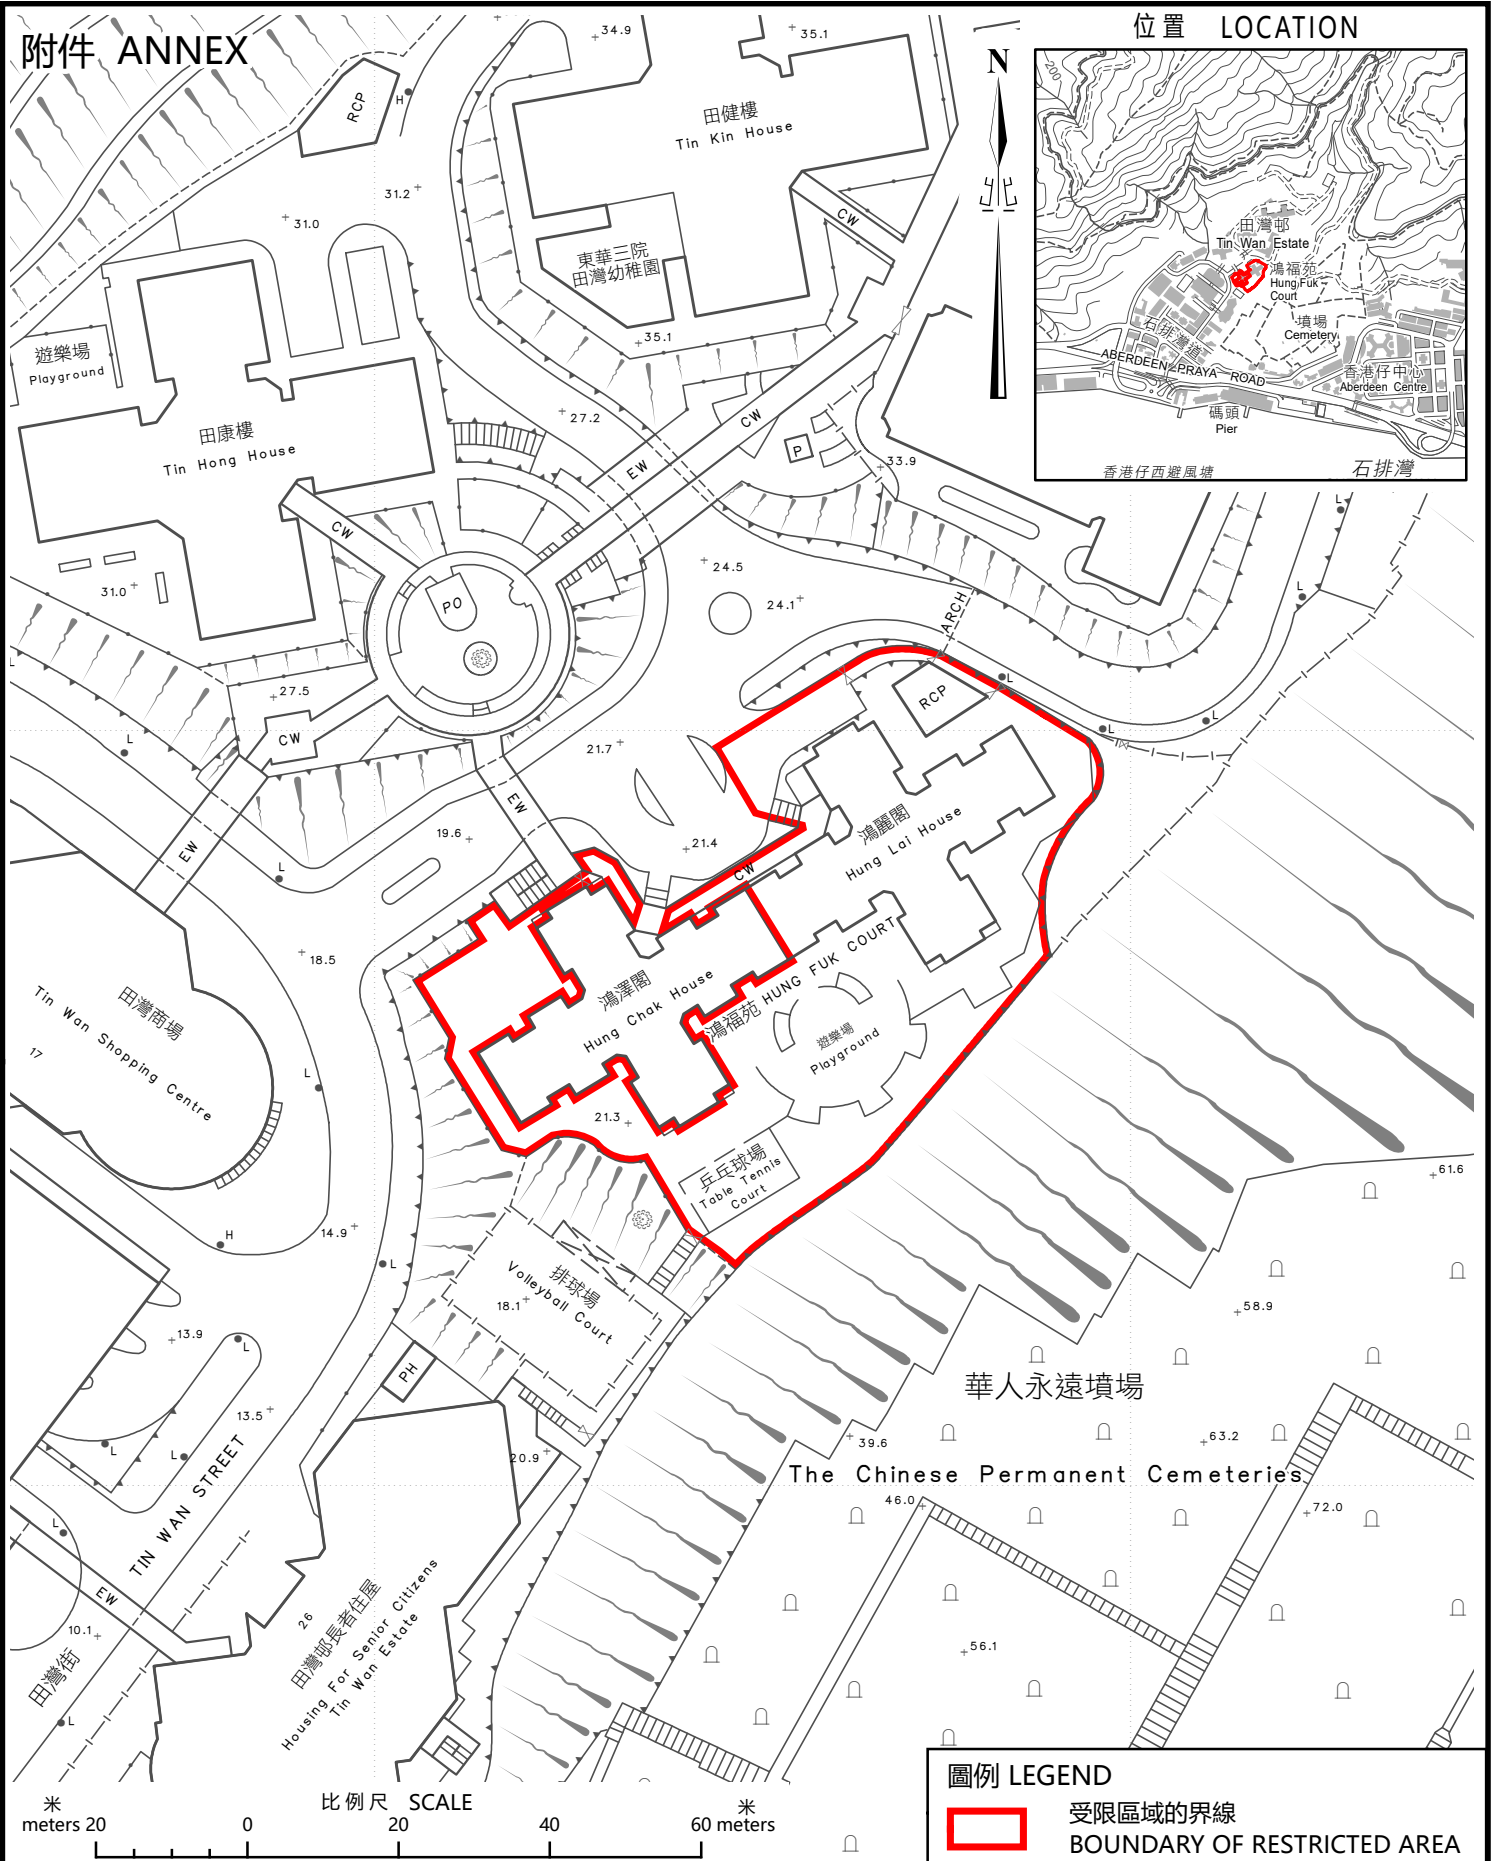 附件 ANNEX
位置 LOCATION
N
200
田灣邨
Tin Wan Estate
鴻福苑
Hung Fuk
Court
墳場
Cemetery
石排灣道
ABERDEEN PRAYA ROAD
香港仔中心
Aberdeen Centre
碼頭
Pier
香港仔西避風塘
石排灣
34.9
35.1
RCP
H
田健樓
Tin Kin House
31.2
31.0
CW
東華三院
田灣幼稚園
35.1
遊樂場
Playground
27.2
CW
田康樓
Tin Hong House
EW
P
33.9
CW
L
31.0
24.5
24.1
PO
ARCH
L
L
27.5
CW
L
RCP
L
L
L
21.7
EW
19.6
EW
L
21.4
CW
鴻麗閣
Hung Lai House
18.5
鴻澤閣
Hung Chak House
鴻福苑 HUNG FUK COURT
田灣商場
Tin Wan Shopping Centre
17
L
遊樂場
Playground
21.3
乒乓球場
Table Tennis
Court
61.6
14.9
H
L
排球場
Volleyball Court
18.1
58.9
13.9
L
PH
華人永遠墳場
The Chinese Permanent Cemeteries
13.5
L
L
39.6
63.2
20.9
46.0
72.0
L
TIN WAN STREET
EW
10.1
26
田灣邨長者住屋
Housing For Senior Citizens
Tin Wan Estate
56.1
田灣街
L
比例尺 SCALE
米
meters 20
0
20
40
60 meters
米
圖例 LEGEND
受限區域的界線
BOUNDARY OF RESTRICTED AREA